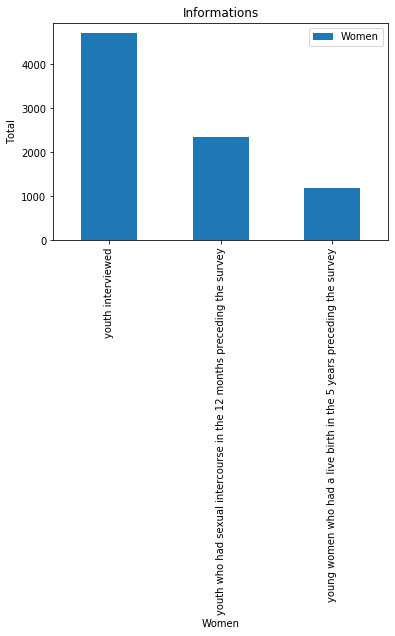 Informations
Women
4000
3000
2000
1000
0
Total
youth interviewed
youth who had sexual intercourse in the 12 months preceding the survey
young women who had a live birth in the 5 years preceding the survey
Women